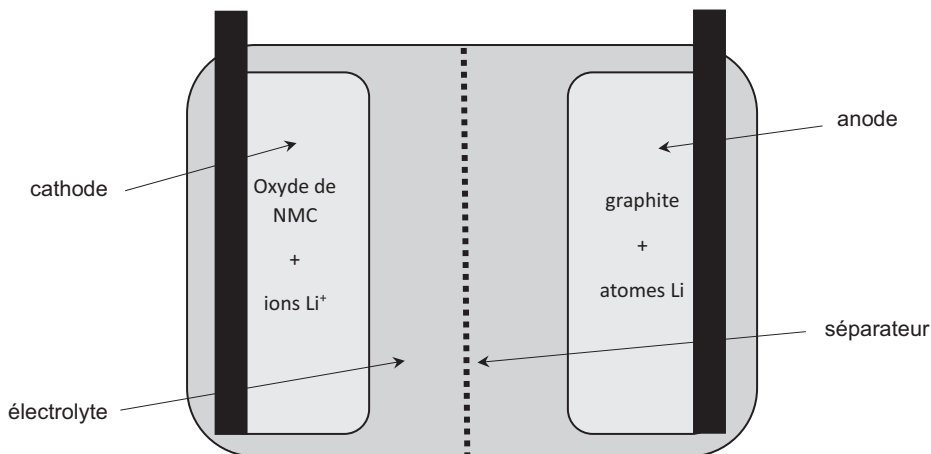 anode
cathode
Oxyde de
NMC
+
ions Li⁺
graphite
+
atomes Li
séparateur
électrolyte